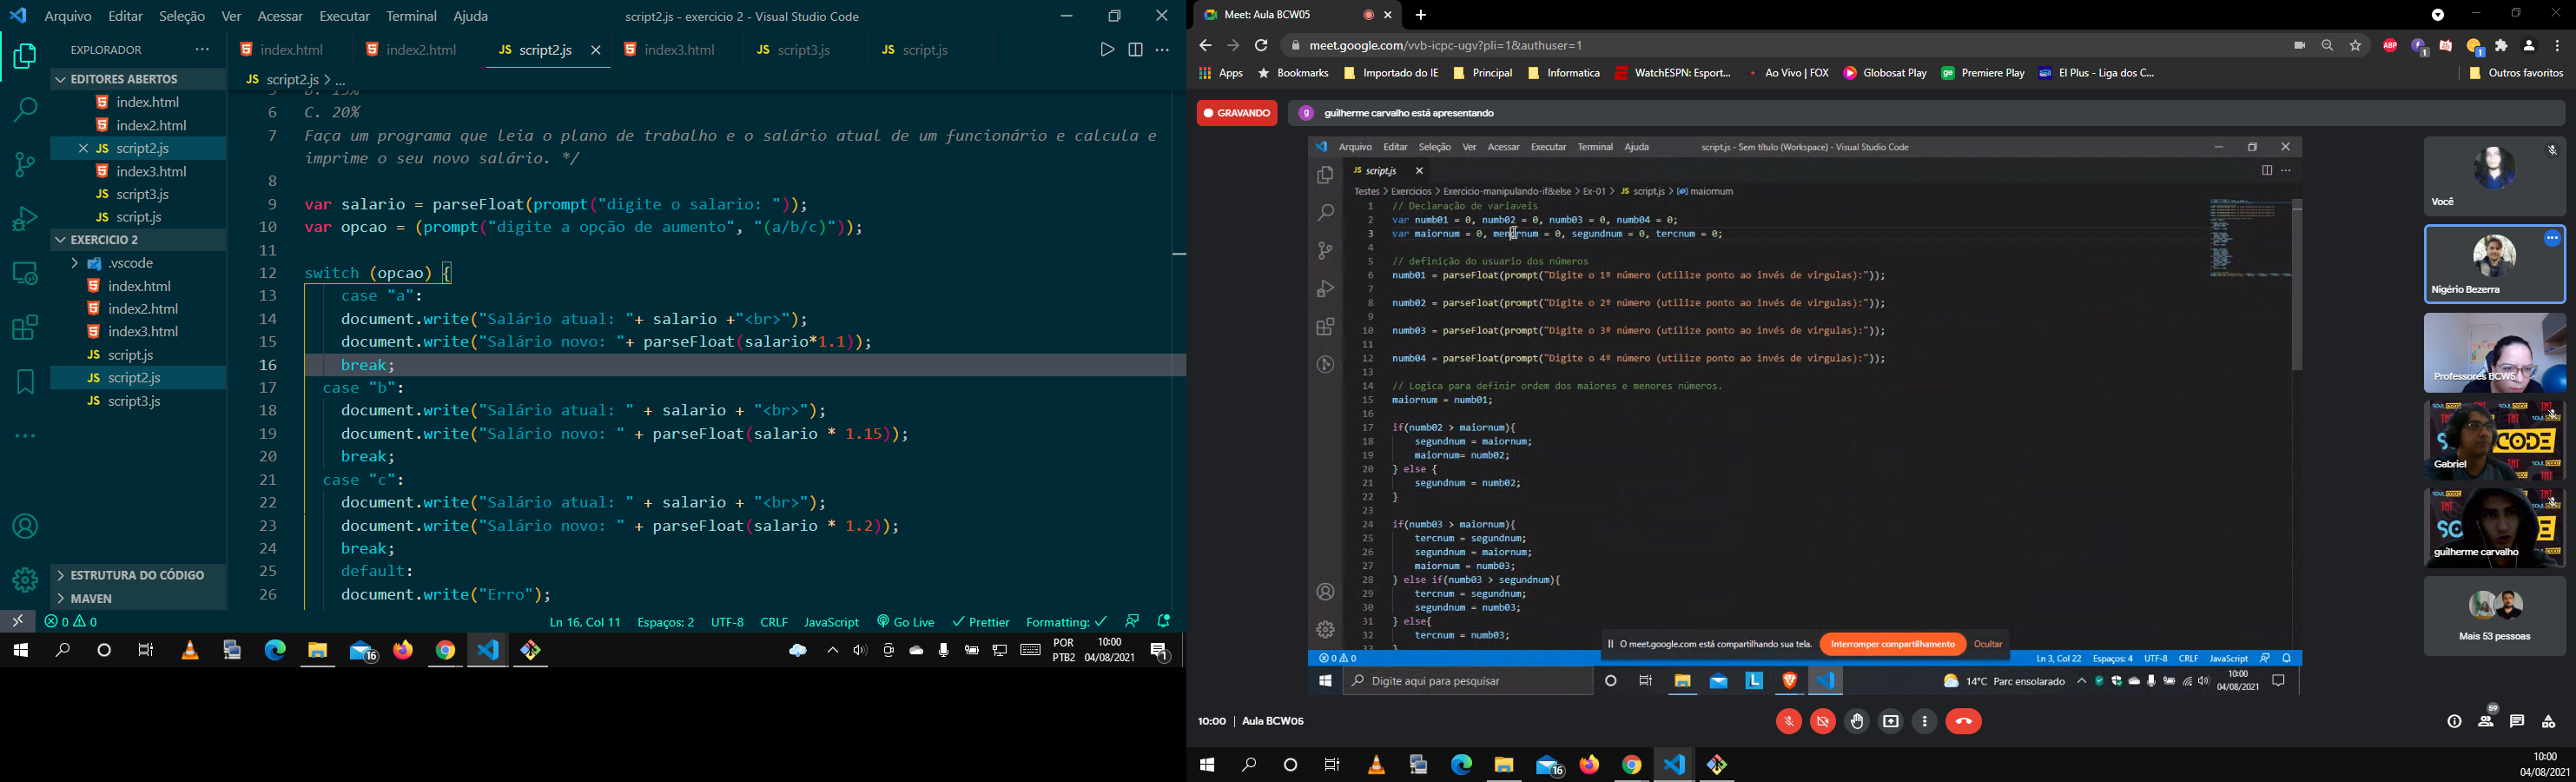 Arquivo Editar Seleção Ver Acessar Executar Terminal Ajuda
script2.js - exercicio 2 - Visual Studio Code
EXPLORADOR
EDITORES ABERTOS
index.html
index2.html
JS script2.js
index3.html
JS script3.js
JS script.js
EXERCICIO 2
.vscode
index.html
index2.html
index3.html
JS script.js
JS script2.js
JS script3.js
ESTRUTURA DO CÓDIGO
MAVEN
index.html index2.html JS script2.js index3.html JS script3.js JS script.js
JS script2.js > ...
6 C. 20%
7 Faça um programa que leia o plano de trabalho e o salário atual de um funcionário e calcula e
imprime o seu novo salário. */
8
9 var salario = parseFloat(prompt("digite o salario: "));
10 var opcao = (prompt("digite a opção de aumento", "(a/b/c)"));
11
12 switch (opcao) {
13 case "a":
14 document.write("Salário atual: "+ salario +"<br>");
15 document.write("Salário novo: "+ parseFloat(salario*1.1));
16 break;
17 case "b":
18 document.write("Salário atual: " + salario + "<br>");
19 document.write("Salário novo: " + parseFloat(salario * 1.15));
20 break;
21 case "c":
22 document.write("Salário atual: " + salario + "<br>");
23 document.write("Salário novo: " + parseFloat(salario * 1.2));
24 break;
25 default:
26 document.write("Erro");
0 0
Ln 16, Col 11 Espaços: 2 UTF-8 CRLF JavaScript Go Live Prettier Formatting:
16
POR
PTB2
10:00
04/08/2021
1
Meet: Aula BCW05
meet.google.com/vvb-icpc-ugv?pli=1&authuser=1
ABP
1
1
Apps Bookmarks Importado do IE Principal Informatica WatchESPN: Esport... Ao Vivo | FOX Globosat Play Premiere Play EI Plus - Liga dos C... Outros favoritos
GRAVANDO
g guilherme carvalho está apresentando
Arquivo Editar Seleção Ver Acessar Executar Terminal Ajuda
script.js - Sem título (Workspace) - Visual Studio Code
JS script.js
Testes > Exercicios > Exercicio-manipulando-if&else > Ex-01 > JS script.js > maiornum
1 // Declaração de variaveis
2 var numb01 = 0, numb02 = 0, numb03 = 0, numb04 = 0;
3 var maiornum = 0, menornum = 0, segundnum = 0, tercnum = 0;
4
5 // definição do usuario dos números
6 numb01 = parseFloat(prompt("Digite o 1º número (utilize ponto ao invés de virgulas):"));
7
8 numb02 = parseFloat(prompt("Digite o 2º número (utilize ponto ao invés de virgulas):"));
9
10 numb03 = parseFloat(prompt("Digite o 3º número (utilize ponto ao invés de virgulas):"));
11
12 numb04 = parseFloat(prompt("Digite o 4º número (utilize ponto ao invés de virgulas):"));
13
14 // Logica para definir ordem dos maiores e menores números.
15 maiornum = numb01;
16
17 if(numb02 > maiornum){
18 segundnum = maiornum;
19 maiornum= numb02;
20 } else {
21 segundnum = numb02;
22 }
23
24 if(numb03 > maiornum){
25 tercnum = segundnum;
26 segundnum = maiornum;
27 maiornum = numb03;
28 } else if(numb03 > segundnum){
29 tercnum = segundnum;
30 segundnum = numb03;
31 } else{
32 tercnum = numb03;
33 }
O meet.google.com está compartilhando sua tela.
Interromper compartilhamento
Ocultar
0 0
Ln 3, Col 22 Espaços: 4 UTF-8 CRLF JavaScript
Digite aqui para pesquisar
L
14°C Parc ensolarado
10:00
04/08/2021
Você
Nigério Bezerra
Professores BCW5
CODE
Gabriel
guilherme carvalho
Mais 53 pessoas
10:00 | Aula BCW05
59
16
10:00
04/08/2021